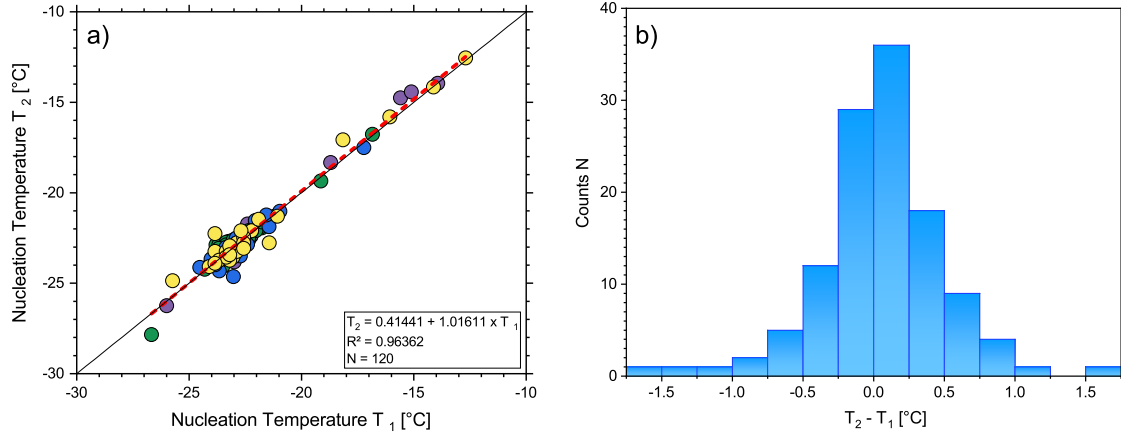 a)
Nucleation Temperature T 2 [°C]
-10
-15
-20
-25
-30
-30
-25
-20
-15
-10
Nucleation Temperature T 1 [°C]
T2 = 0.41441 + 1.01611 x T1
R² = 0.96362
N = 120
b)
Counts N
40
30
20
10
0
-1.5
-1.0
-0.5
0.0
0.5
1.0
1.5
T2 - T1 [°C]